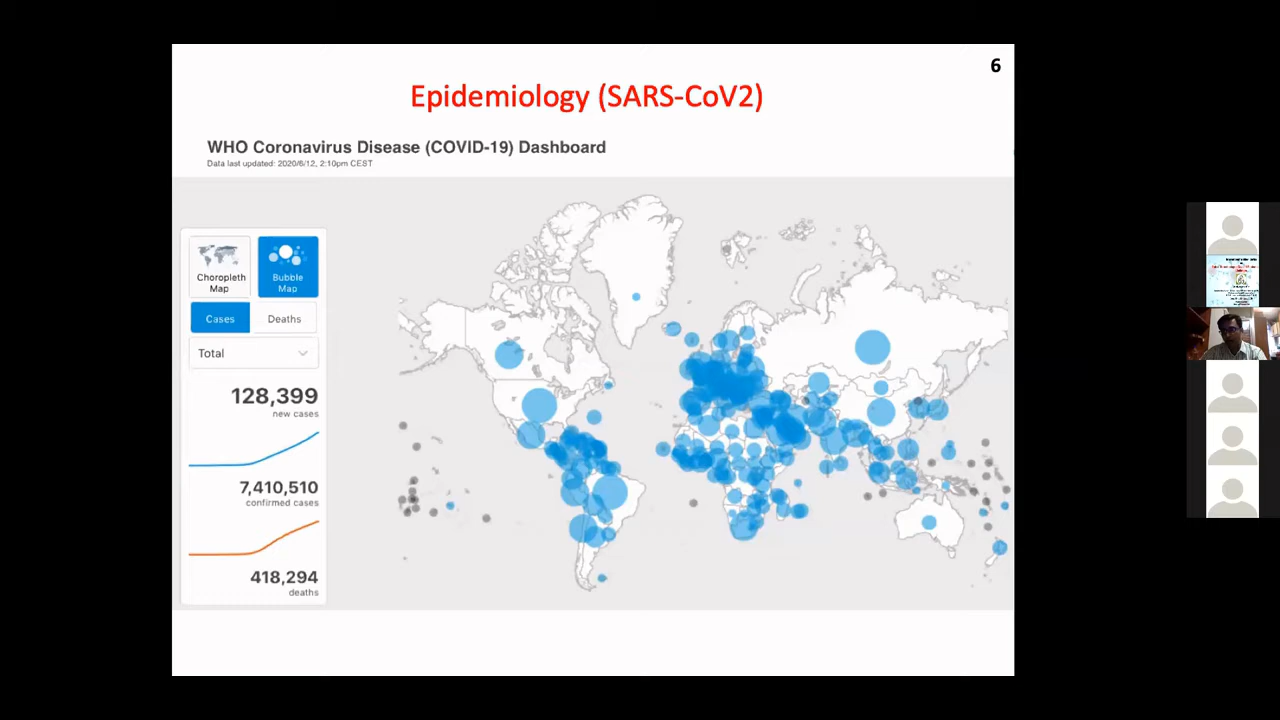 6
Epidemiology (SARS-CoV2)
WHO Coronavirus Disease (COVID-19) Dashboard
Data last updated: 2020/6/12, 2:10pm CEST
Choropleth
Map
Bubble
Map
Cases
Deaths
Total
128,399
new cases
7,410,510
confirmed cases
418,294
deaths